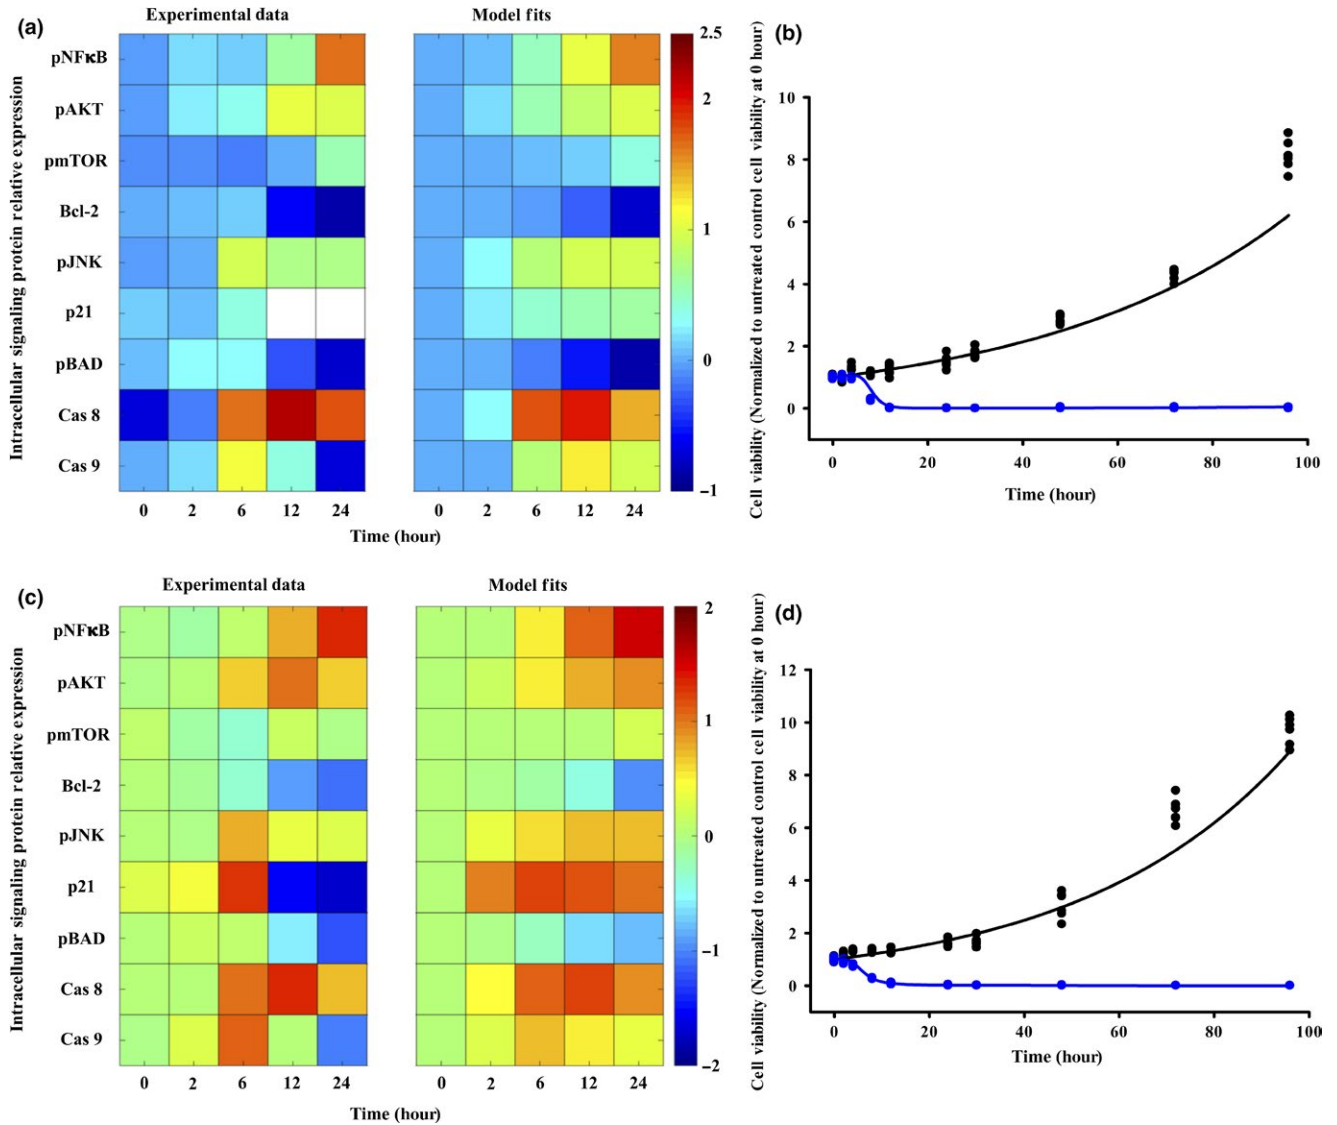 (a)
Experimental data
Model fits
Intracellular signaling protein relative expression
pNFκB
pAKT
pmTOR
Bcl-2
pJNK
p21
pBAD
Cas 8
Cas 9
0 2 6 12 24
0 2 6 12 24
Time (hour)
2.5
2
1
0
−1
(b)
Cell viability (Normalized to untreated control cell viability at 0 hour)
10
8
6
4
2
0
0 20 40 60 80 100
Time (hour)
(c)
Experimental data
Model fits
Intracellular signaling protein relative expression
pNFκB
pAKT
pmTOR
Bcl-2
pJNK
p21
pBAD
Cas 8
Cas 9
0 2 6 12 24
0 2 6 12 24
Time (hour)
2
1
0
−1
−2
(d)
Cell viability (Normalized to untreated control cell viability at 0 hour)
12
10
8
6
4
2
0
0 20 40 60 80 100
Time (hour)